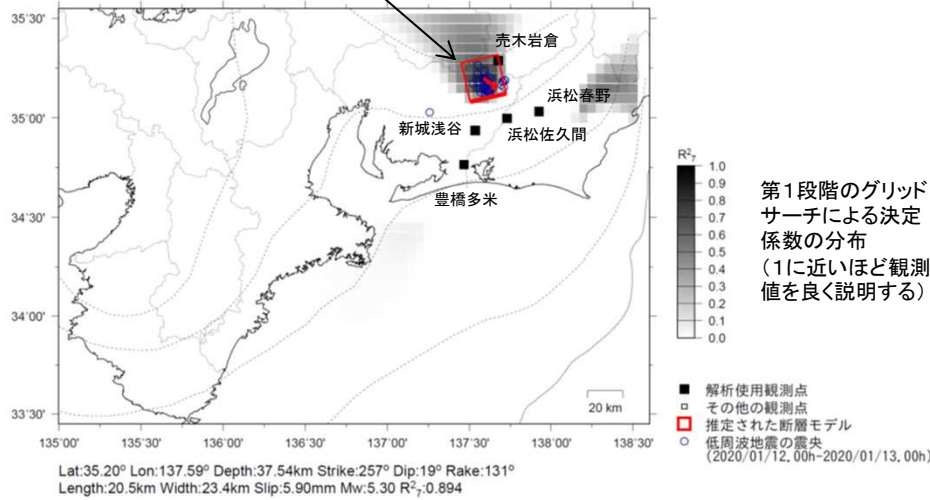 35°30'
35°00'
34°30'
34°00'
33°30'
135°00'
135°30'
136°00'
136°30'
137°00'
137°30'
138°00'
138°30'
売木岩倉
浜松春野
新城浅谷
浜松佐久間
豊橋多米
20 km
R²₇
1.0
0.9
0.8
0.7
0.6
0.5
0.4
0.3
0.2
0.1
0.0
第1段階のグリッド
サーチによる決定
係数の分布
(1に近いほど観測
値を良く説明する)
解析使用観測点
その他の観測点
推定された断層モデル
低周波地震の震央
(2020/01/12, 00h-2020/01/13, 00h)
Lat:35.20° Lon:137.59° Depth:37.54km Strike:257° Dip:19° Rake:131°
Length:20.5km Width:23.4km Slip:5.90mm Mw:5.30 R²₇:0.894